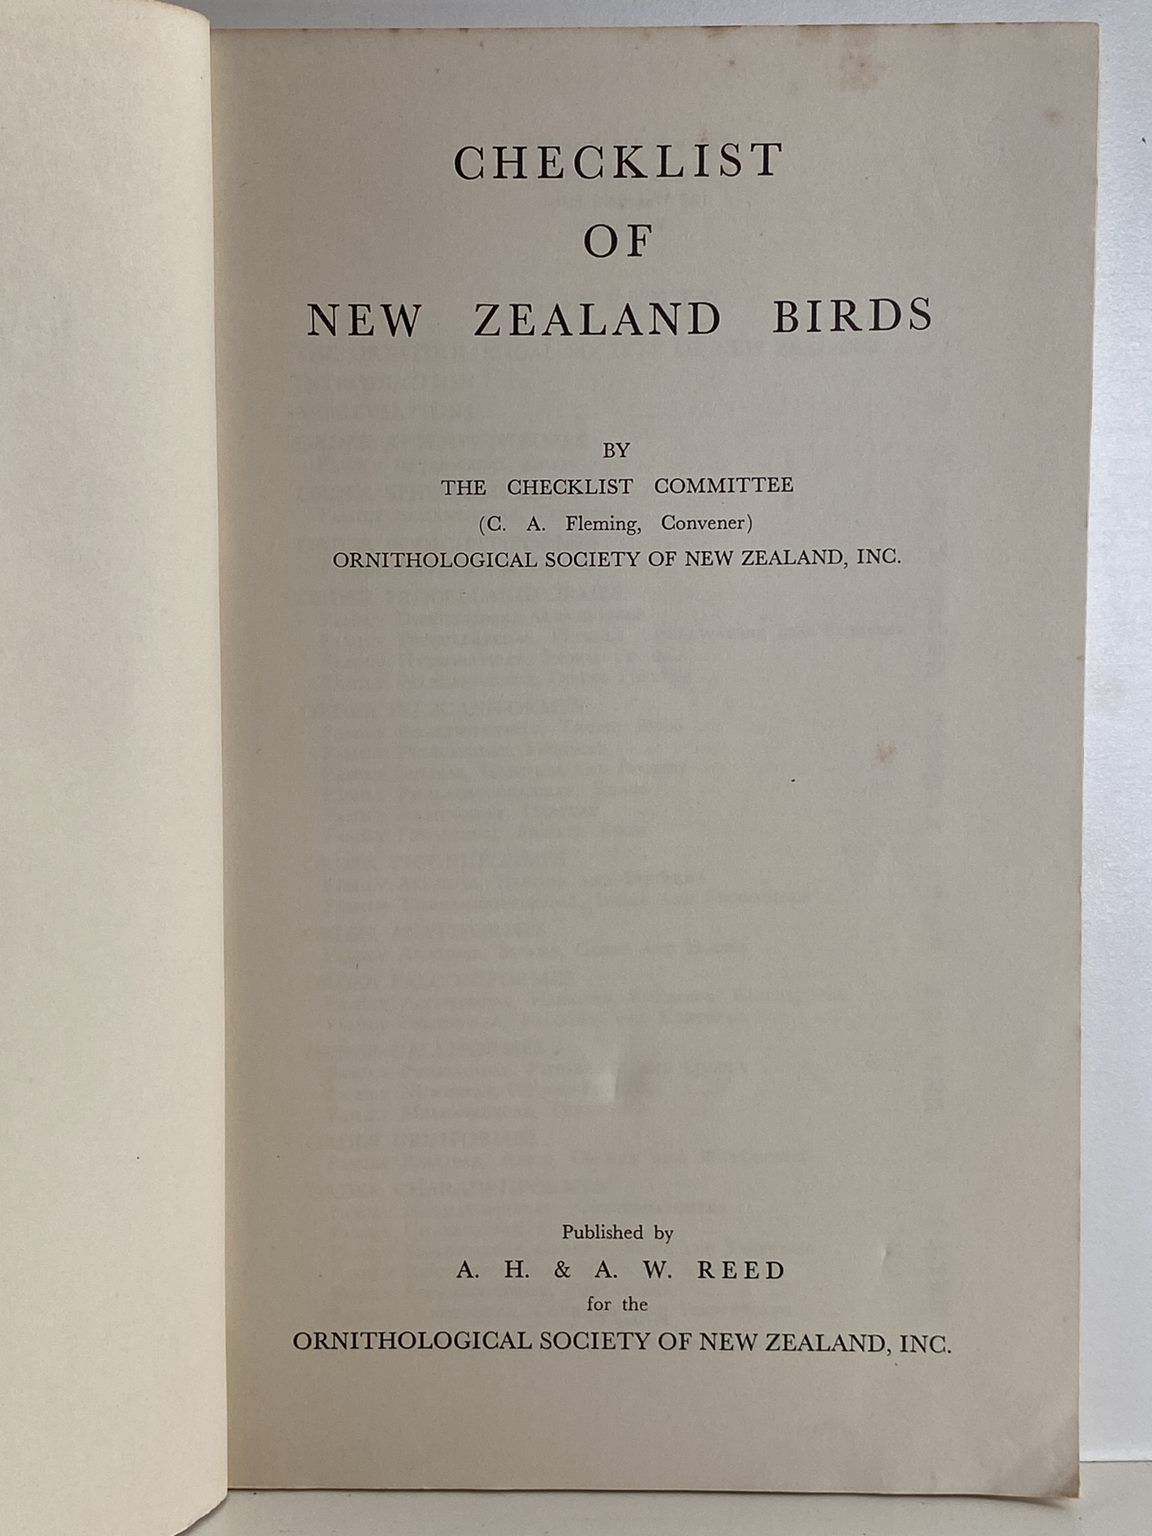 CHECKLIST
OF
NEW ZEALAND BIRDS
BY
THE CHECKLIST COMMITTEE
(C. A. Fleming, Convener)
ORNITHOLOGICAL SOCIETY OF NEW ZEALAND, INC.
Published by
A. H. & A. W. REED
for the
ORNITHOLOGICAL SOCIETY OF NEW ZEALAND, INC.